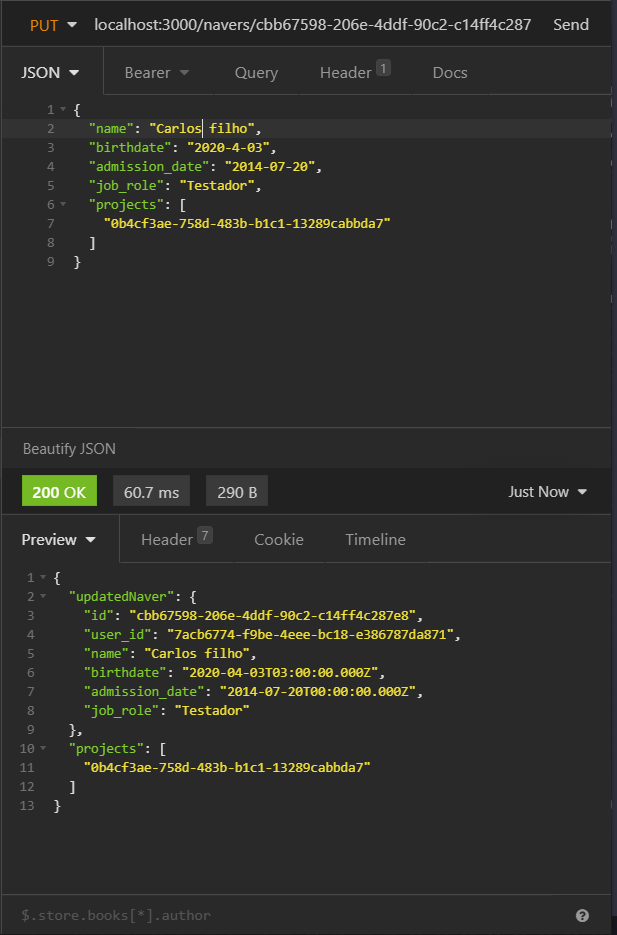 PUT localhost:3000/navers/cbb67598-206e-4ddf-90c2-c14ff4c287 Send
JSON Bearer Query Header 1 Docs
1 {
2 "name": "Carlos filho",
3 "birthdate": "2020-4-03",
4 "admission_date": "2014-07-20",
5 "job_role": "Testador",
6 "projects": [
7 "0b4cf3ae-758d-483b-b1c1-13289cabbda7"
8 ]
9 }
Beautify JSON
200 OK 60.7 ms 290 B Just Now
Preview Header 7 Cookie Timeline
1 {
2 "updatedNaver": {
3 "id": "cbb67598-206e-4ddf-90c2-c14ff4c287e8",
4 "user_id": "7acb6774-f9be-4eee-bc18-e386787da871",
5 "name": "Carlos filho",
6 "birthdate": "2020-04-03T03:00:00.000Z",
7 "admission_date": "2014-07-20T00:00:00.000Z",
8 "job_role": "Testador"
9 },
10 "projects": [
11 "0b4cf3ae-758d-483b-b1c1-13289cabbda7"
12 ]
13 }
$.store.books[*].author ?